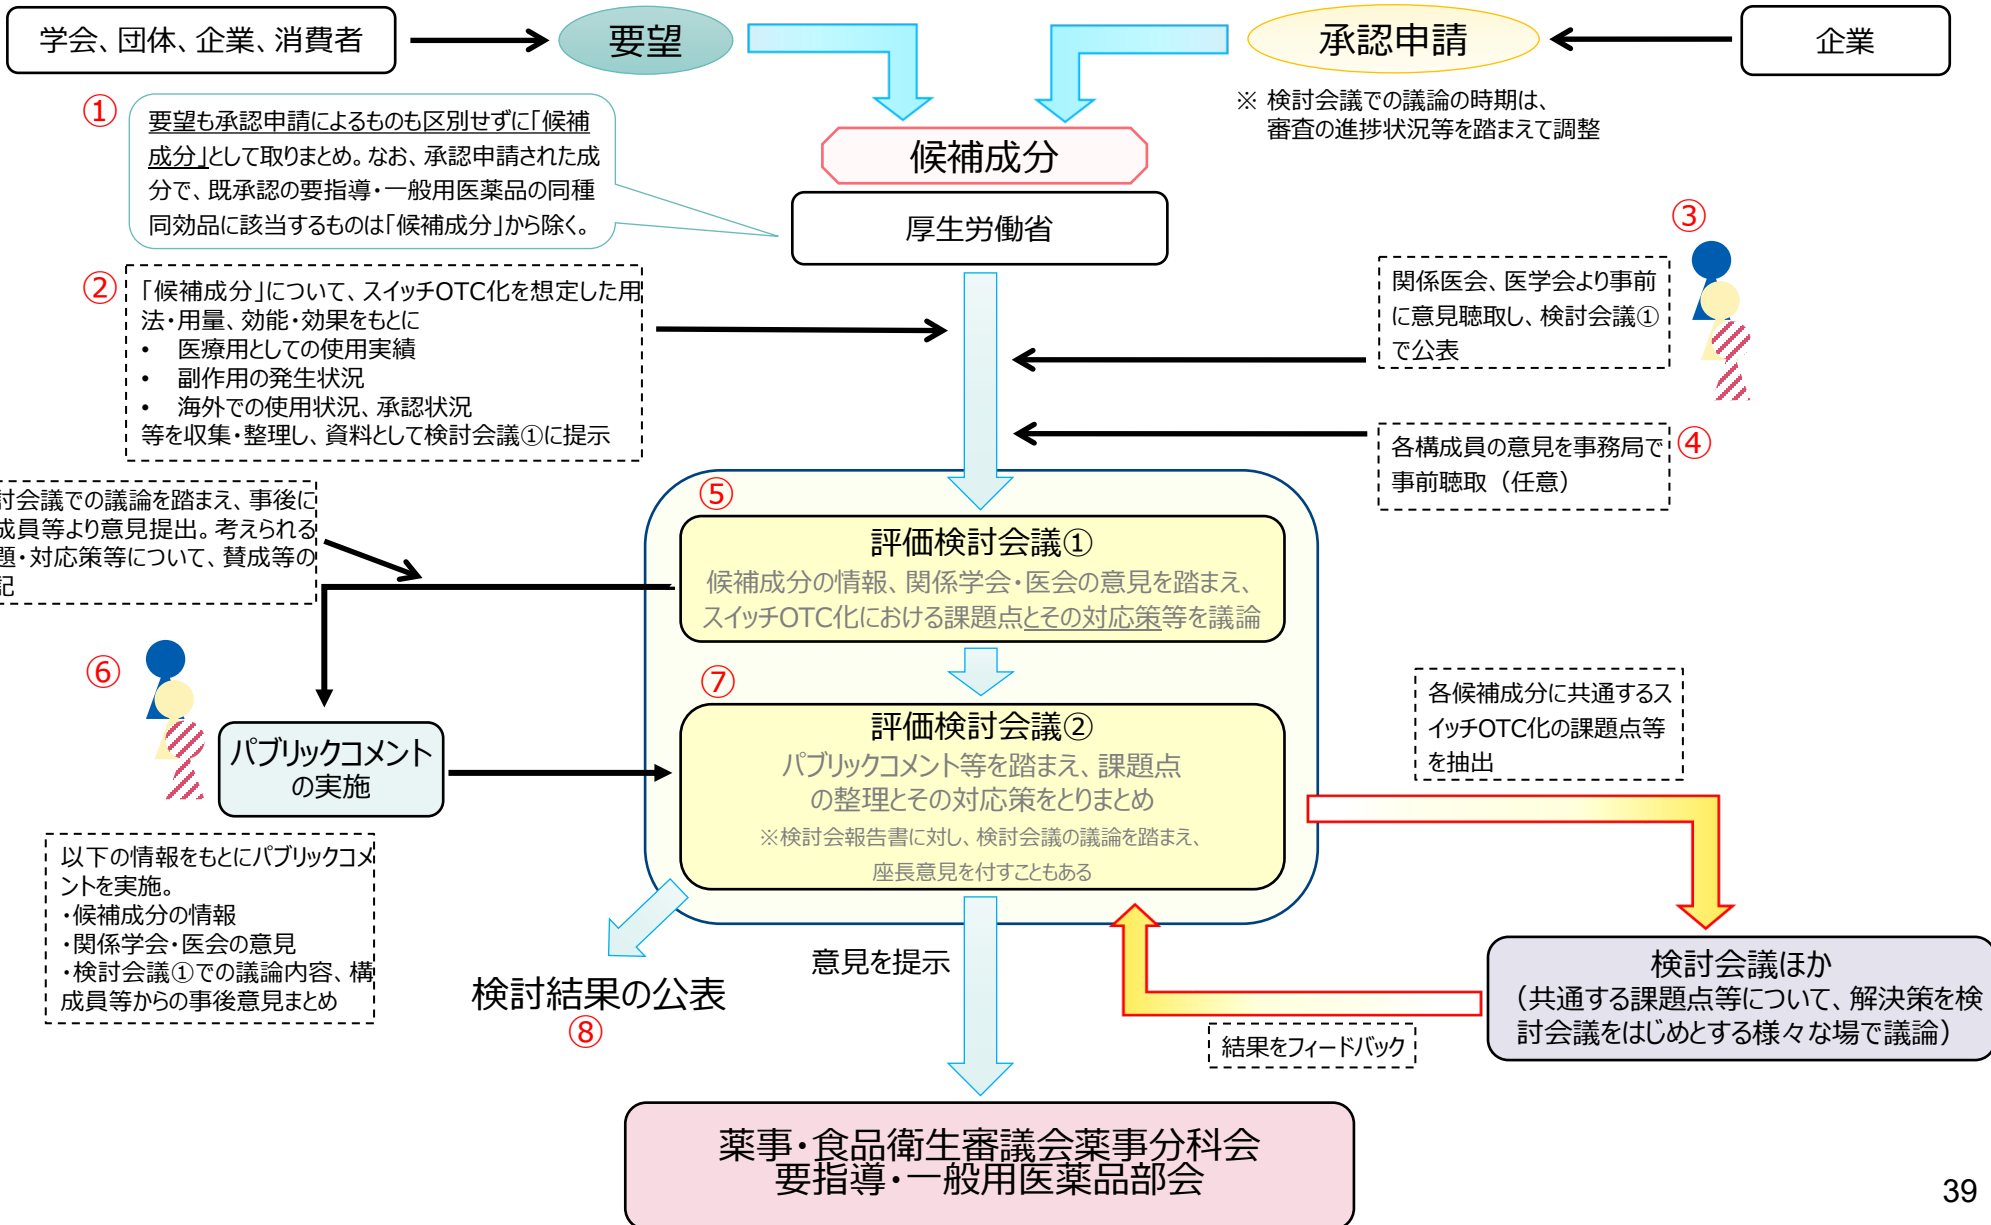 学会、団体、企業、消費者
要望
承認申請
企業
※ 検討会議での議論の時期は、
審査の進捗状況等を踏まえて調整
①
要望も承認申請によるものも区別せずに「候補
成分」として取りまとめ。なお、承認申請された成
分で、既承認の要指導・一般用医薬品の同種
同効品に該当するものは「候補成分」から除く。
候補成分
厚生労働省
②
「候補成分」について、スイッチOTC化を想定した用
法・用量、効能・効果をもとに
• 医療用としての使用実績
• 副作用の発生状況
• 海外での使用状況、承認状況
等を収集・整理し、資料として検討会議①に提示
③
関係医会、医学会より事前
に意見聴取し、検討会議①
で公表
④
各構成員の意見を事務局で
事前聴取（任意）
討会議での議論を踏まえ、事後に
成員等より意見提出。考えられる
題・対応策等について、賛成等の
記
⑤
評価検討会議①
候補成分の情報、関係学会・医会の意見を踏まえ、
スイッチOTC化における課題点とその対応策等を議論
⑥
パブリックコメント
の実施
⑦
評価検討会議②
パブリックコメント等を踏まえ、課題点
の整理とその対応策をとりまとめ
※検討会報告書に対し、検討会議の議論を踏まえ、
座長意見を付すこともある
各候補成分に共通するス
イッチOTC化の課題点等
を抽出
以下の情報をもとにパブリックコメ
ントを実施。
・候補成分の情報
・関係学会・医会の意見
・検討会議①での議論内容、構
成員等からの事後意見まとめ
検討結果の公表
⑧
意見を提示
検討会議ほか
（共通する課題点等について、解決策を検
討会議をはじめとする様々な場で議論）
結果をフィードバック
薬事・食品衛生審議会薬事分科会
要指導・一般用医薬品部会
39